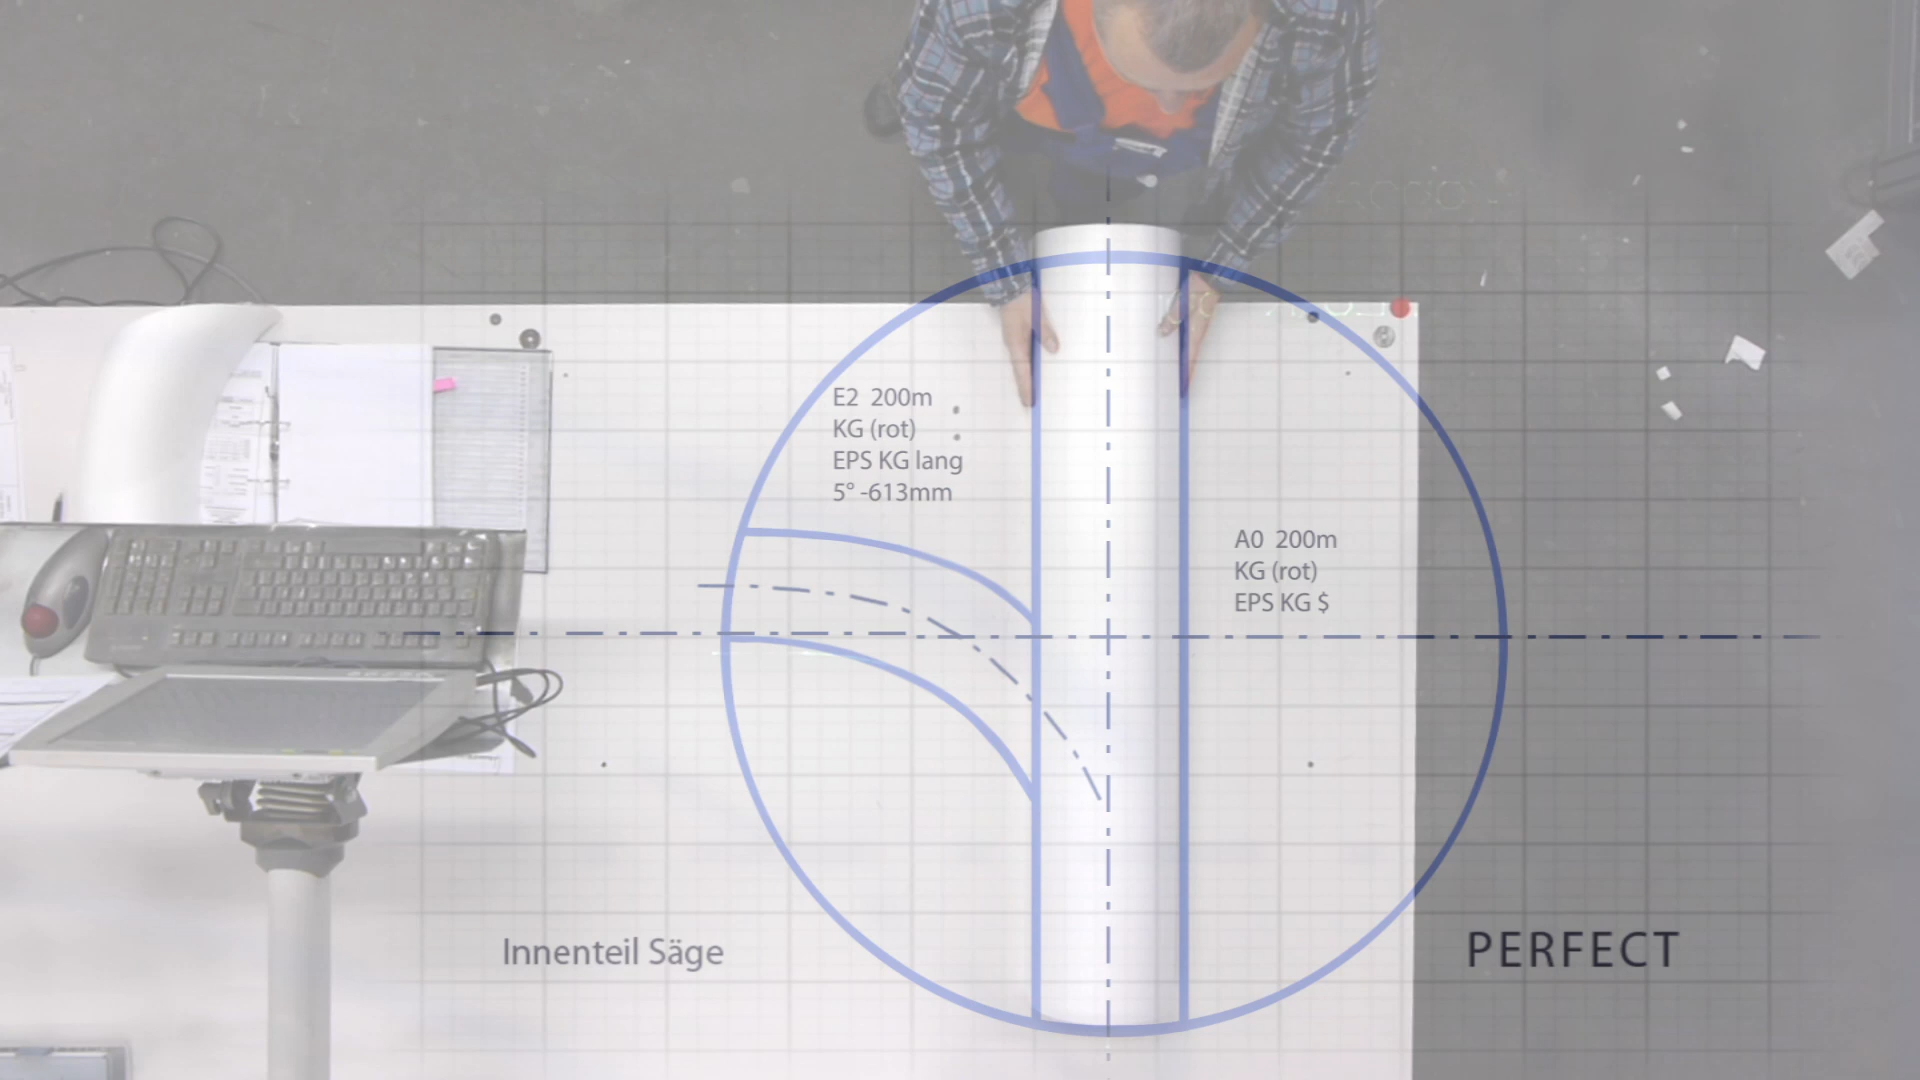 E2  200m
KG (rot)
EPS KG lang
5° -613mm
A0  200m
KG (rot)
EPS KG $
Innenteil Säge
PERFECT